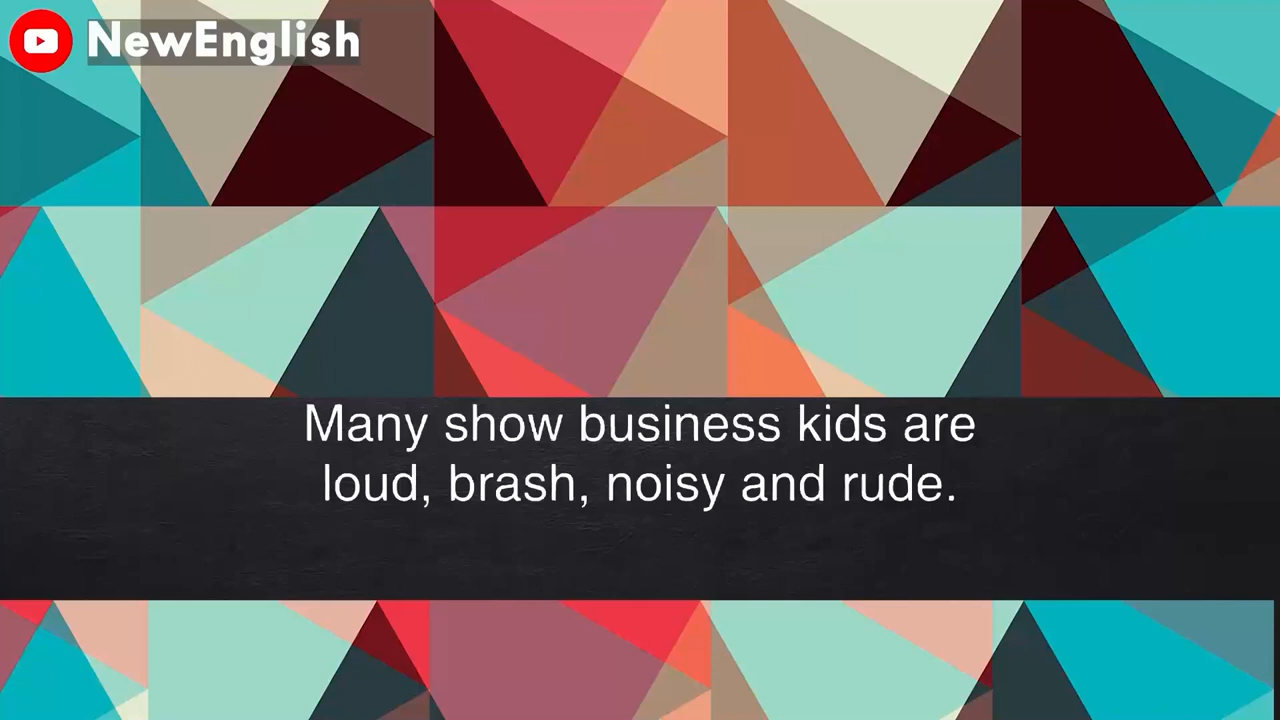 NewEnglish
Many show business kids are
loud, brash, noisy and rude.